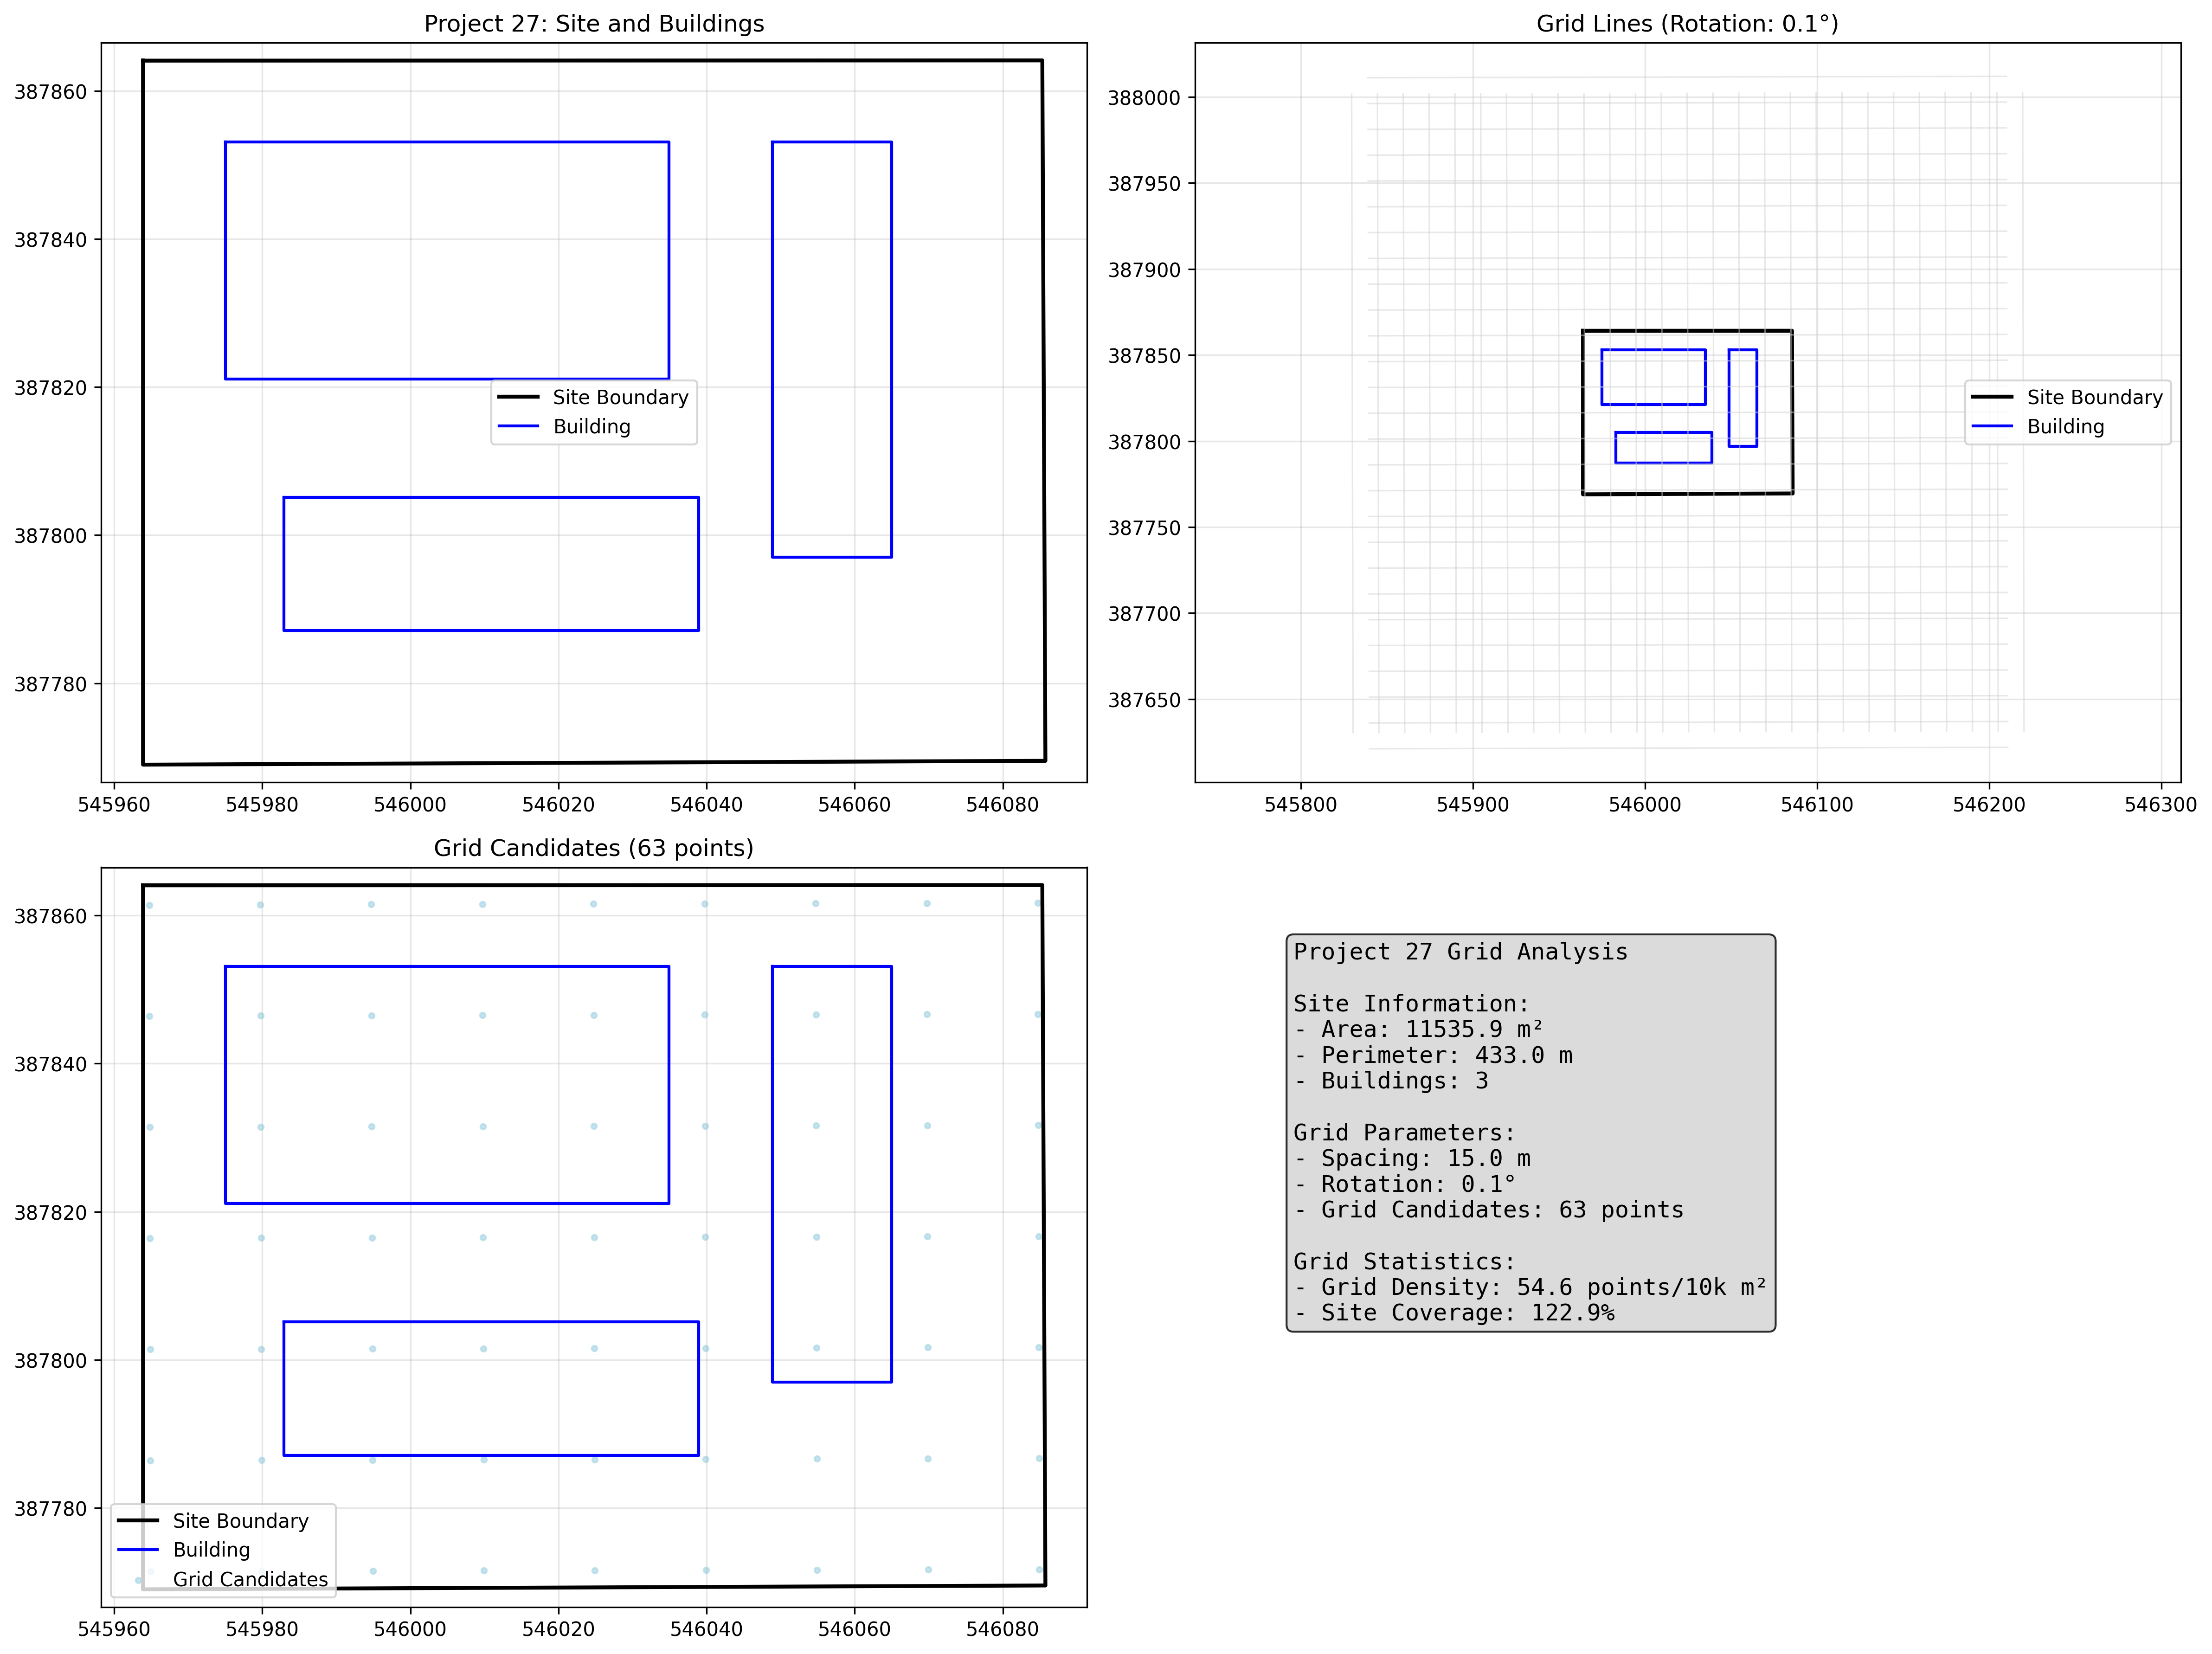 Project 27: Site and Buildings
387860
387840
387820
387800
387780
545960
545980
546000
546020
546040
546060
546080
Site Boundary
Building
Grid Lines (Rotation: 0.1°)
388000
387950
387900
387850
387800
387750
387700
387650
545800
545900
546000
546100
546200
546300
Site Boundary
Building
Grid Candidates (63 points)
387860
387840
387820
387800
387780
545960
545980
546000
546020
546040
546060
546080
Site Boundary
Building
Grid Candidates
Project 27 Grid Analysis
Site Information:
- Area: 11535.9 m²
- Perimeter: 433.0 m
- Buildings: 3
Grid Parameters:
- Spacing: 15.0 m
- Rotation: 0.1°
- Grid Candidates: 63 points
Grid Statistics:
- Grid Density: 54.6 points/10k m²
- Site Coverage: 122.9%